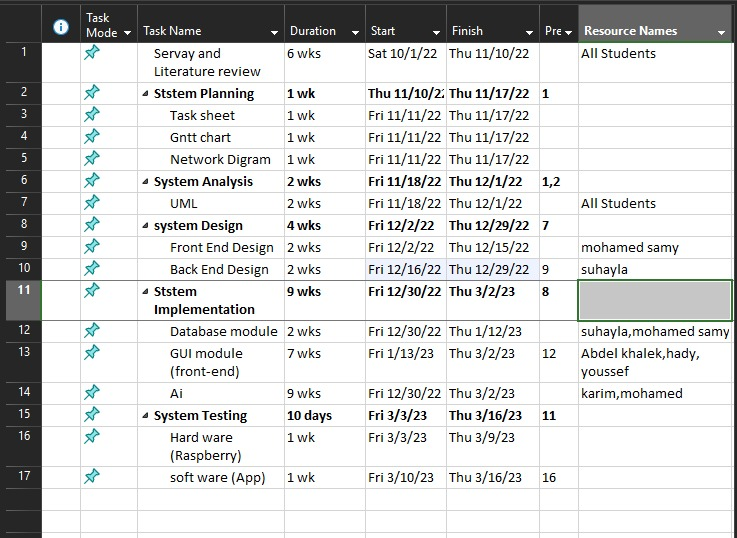 Task Mode Task Name Duration Start Finish Pre Resource Names
1 Servay and Literature review 6 wks Sat 10/1/22 Thu 11/10/22 All Students
2 Ststem Planning 1 wk Thu 11/10/22 Thu 11/17/22 1
3 Task sheet 1 wk Fri 11/11/22 Thu 11/17/22
4 Gntt chart 1 wk Fri 11/11/22 Thu 11/17/22
5 Network Digram 1 wk Fri 11/11/22 Thu 11/17/22
6 System Analysis 2 wks Fri 11/18/22 Thu 12/1/22 1,2
7 UML 2 wks Fri 11/18/22 Thu 12/1/22 All Students
8 system Design 4 wks Fri 12/2/22 Thu 12/29/22 7
9 Front End Design 2 wks Fri 12/2/22 Thu 12/15/22 mohamed samy
10 Back End Design 2 wks Fri 12/16/22 Thu 12/29/22 9 suhayla
11 Ststem Implementation 9 wks Fri 12/30/22 Thu 3/2/23 8
12 Database module 2 wks Fri 12/30/22 Thu 1/12/23 suhayla,mohamed samy
13 GUI module (front-end) 7 wks Fri 1/13/23 Thu 3/2/23 12 Abdel khalek,hady, youssef
14 Ai 9 wks Fri 12/30/22 Thu 3/2/23 karim,mohamed
15 System Testing 10 days Fri 3/3/23 Thu 3/16/23 11
16 Hard ware (Raspberry) 1 wk Fri 3/3/23 Thu 3/9/23
17 soft ware (App) 1 wk Fri 3/10/23 Thu 3/16/23 16